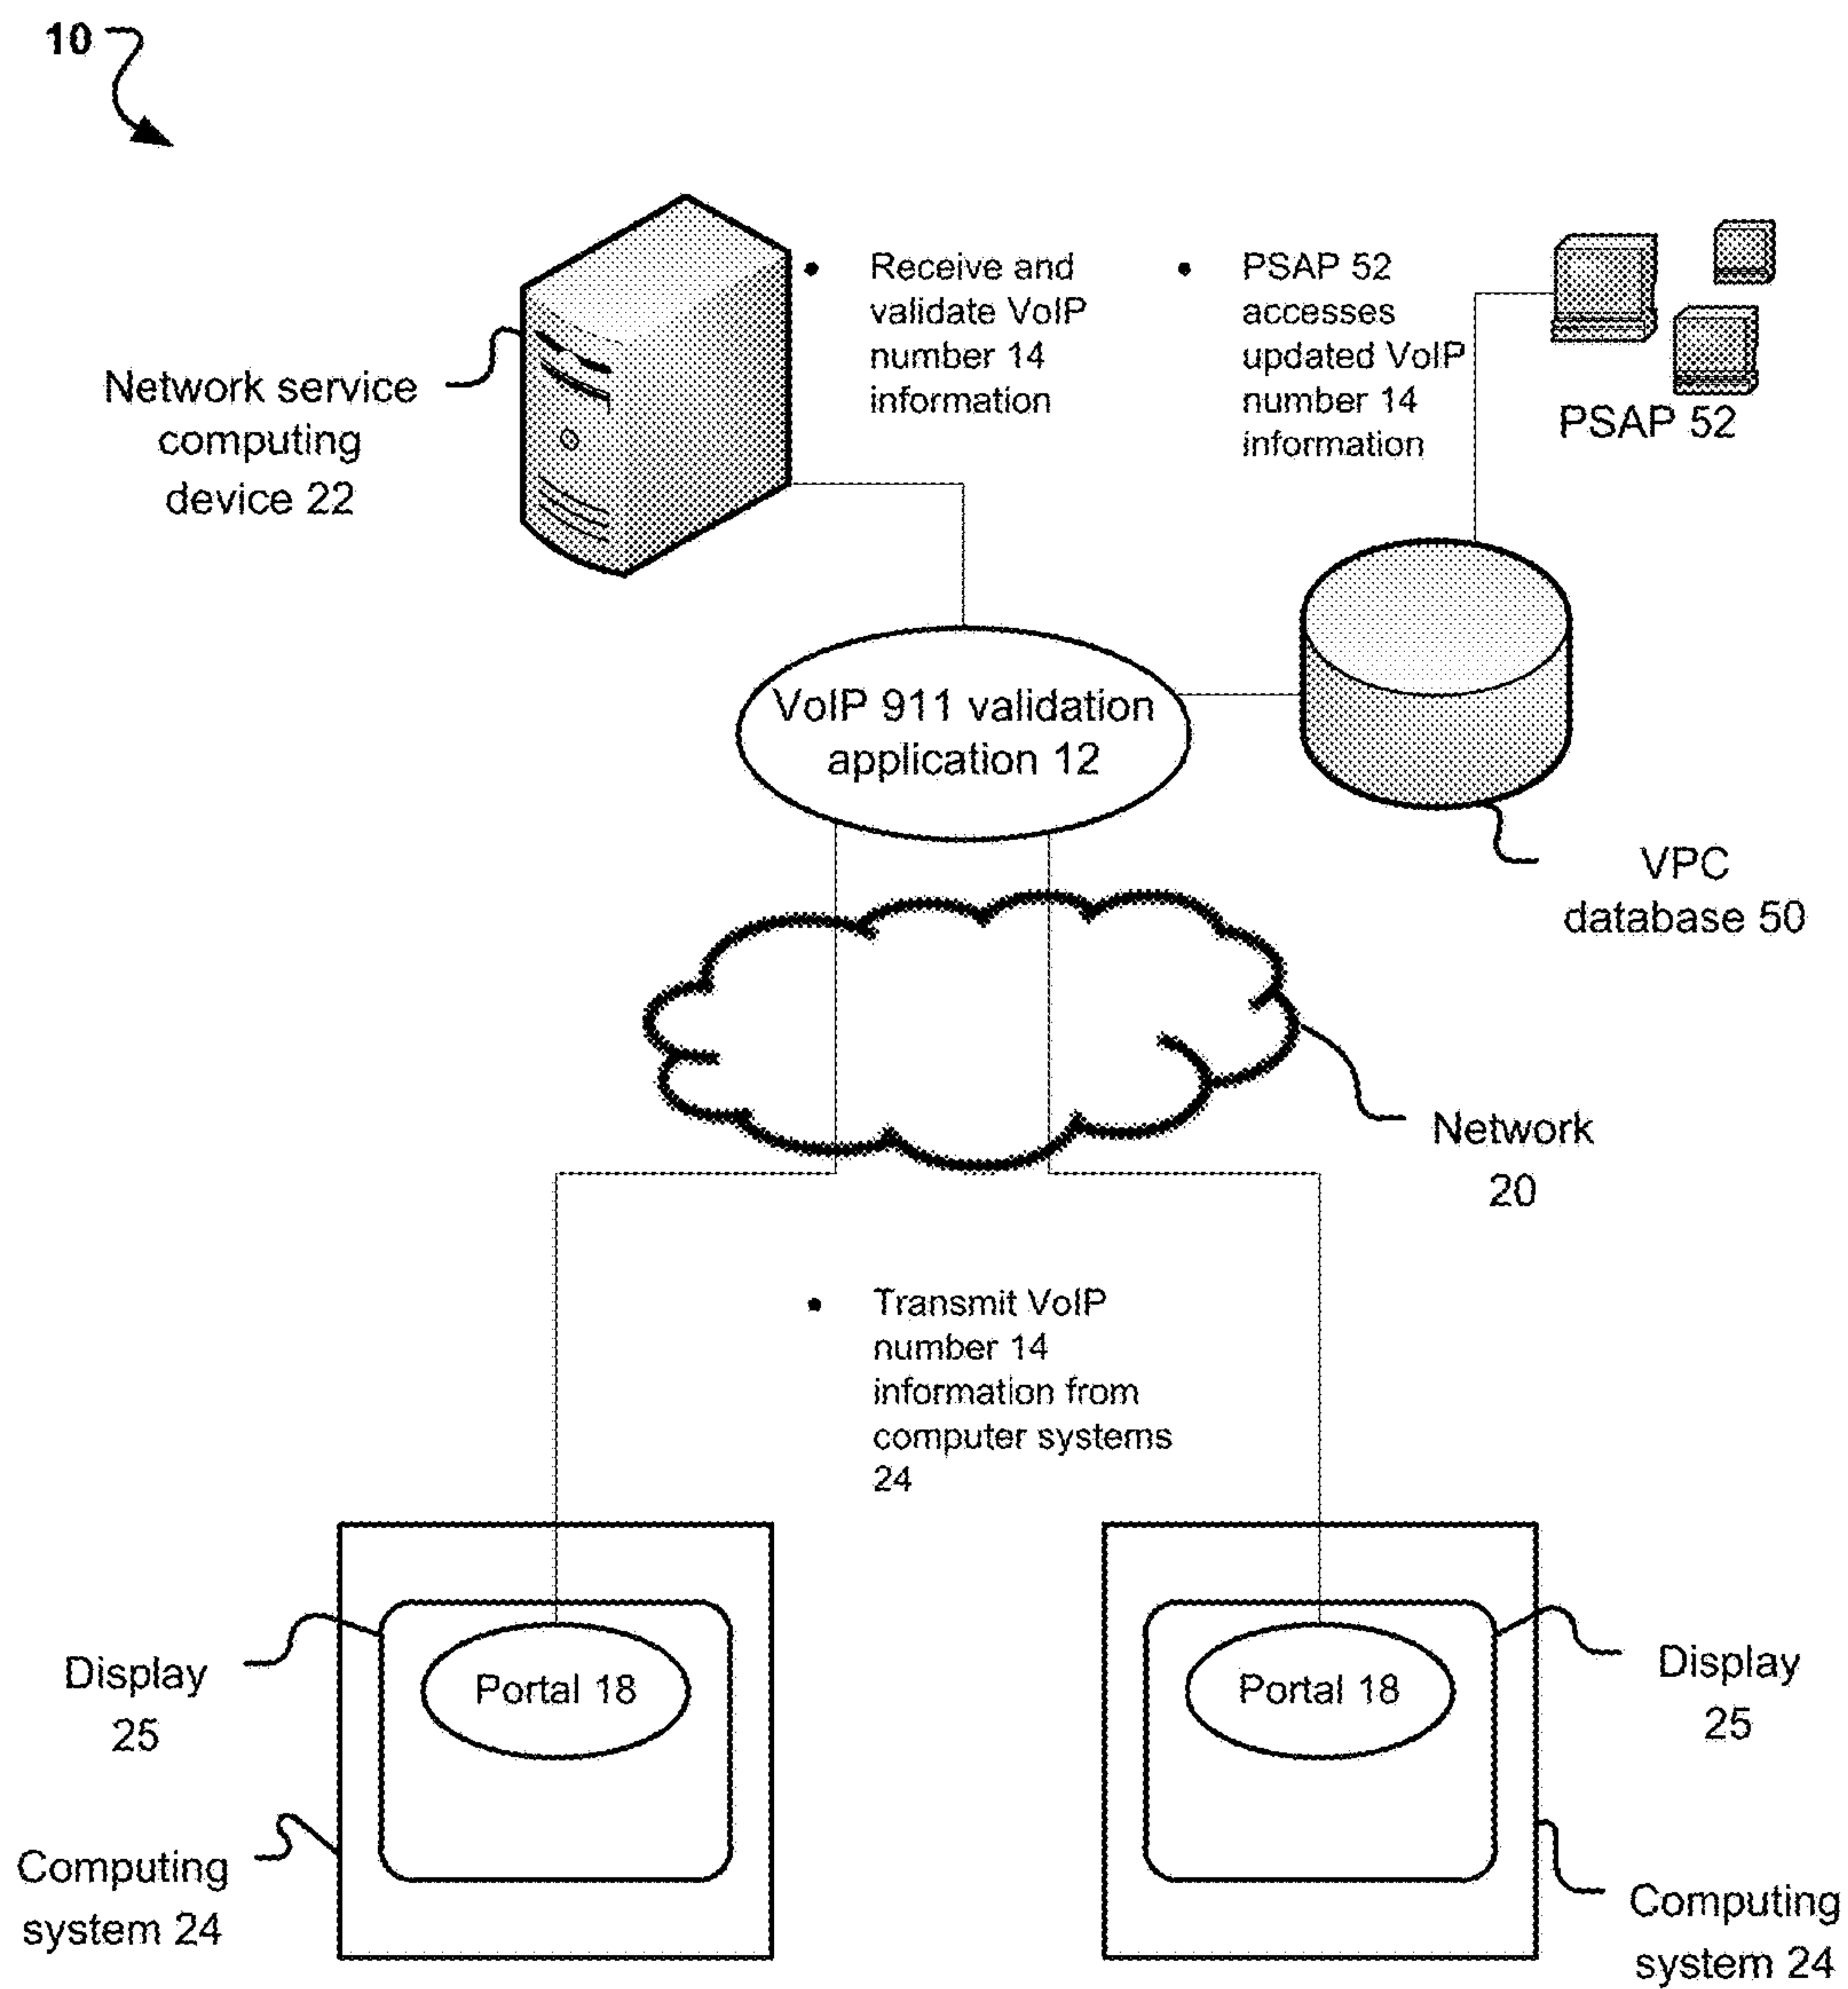 10
• Receive and
validate VoIP
number 14
information
• PSAP 52
accesses
updated VoIP
number 14
information
PSAP 52
Network service
computing
device 22
VoIP 911 validation
application 12
VPC
database 50
Network
20
• Transmit VoIP
number 14
information from
computer systems
24
Display
25
Portal 18
Portal 18
Display
25
Computing
system 24
Computing
system 24